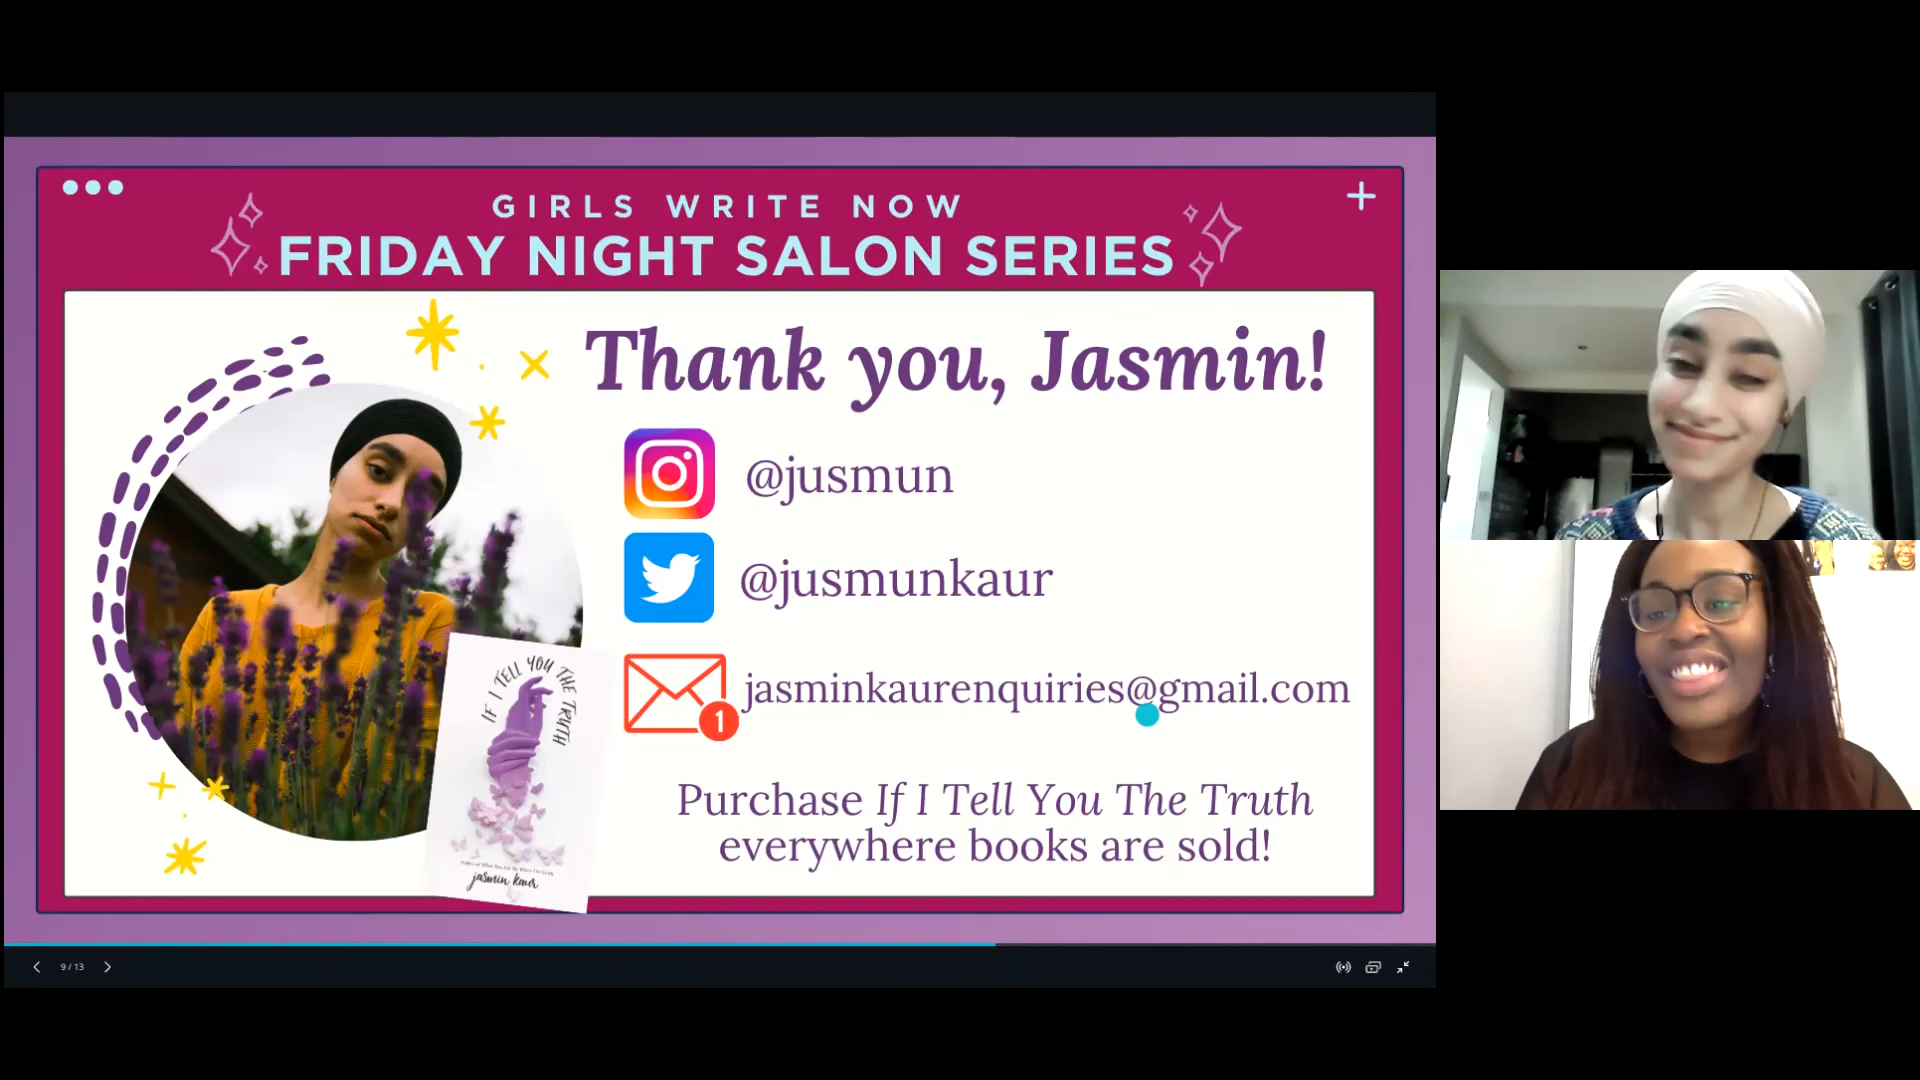 GIRLS WRITE NOW
FRIDAY NIGHT SALON SERIES
Thank you, Jasmin!
@jusmun
@jusmunkaur
jasminkaurenquiries@gmail.com
1
Purchase If I Tell You The Truth
everywhere books are sold!
IF I TELL YOU THE TRUTH
jasmin kaur
9 / 13